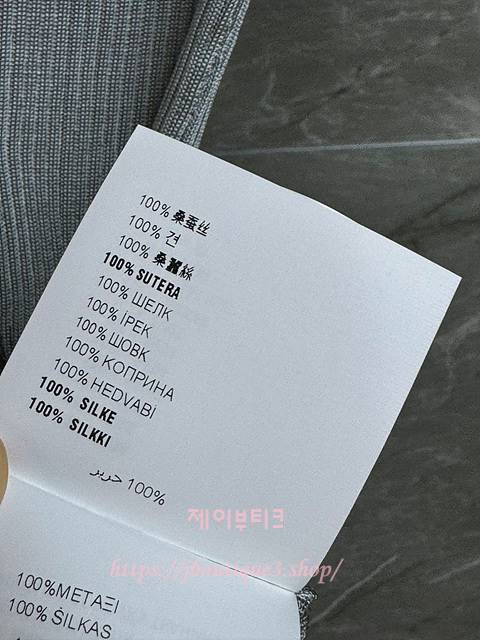 100% 桑蚕丝
100% 견
100% 桑蠶絲
100% SUTERA
100% ШЕЛК
100% İPEK
100% ШОВК
100% КОПРИНА
100% HEDVABÍ
100% SILKE
100% SILKKI
100% حرير
제이부티크
https://jboutique3.shop/
100%ΜΕΤΑΞΙ
100% ŠILKAS